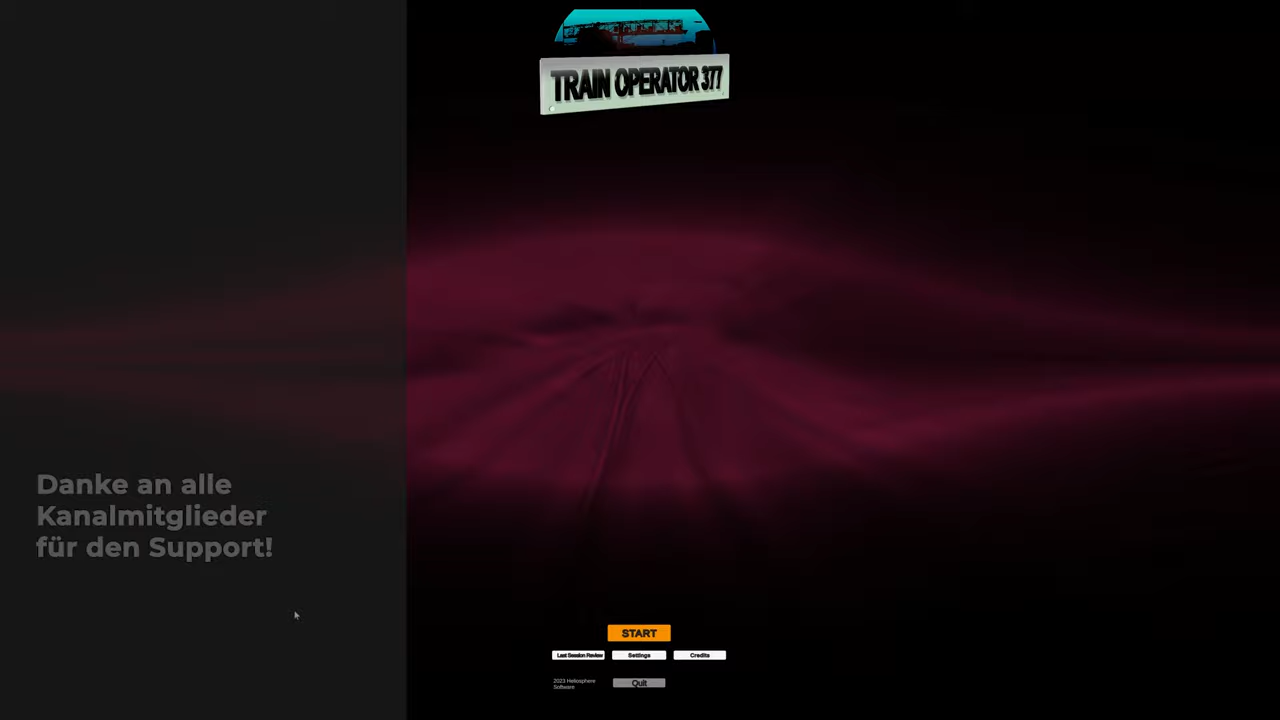 TRAIN OPERATOR 377
Danke an alle
Kanalmitglieder
für den Support!
START
Last Session Review
Settings
Credits
2023 Heliosphere
Software
Quit